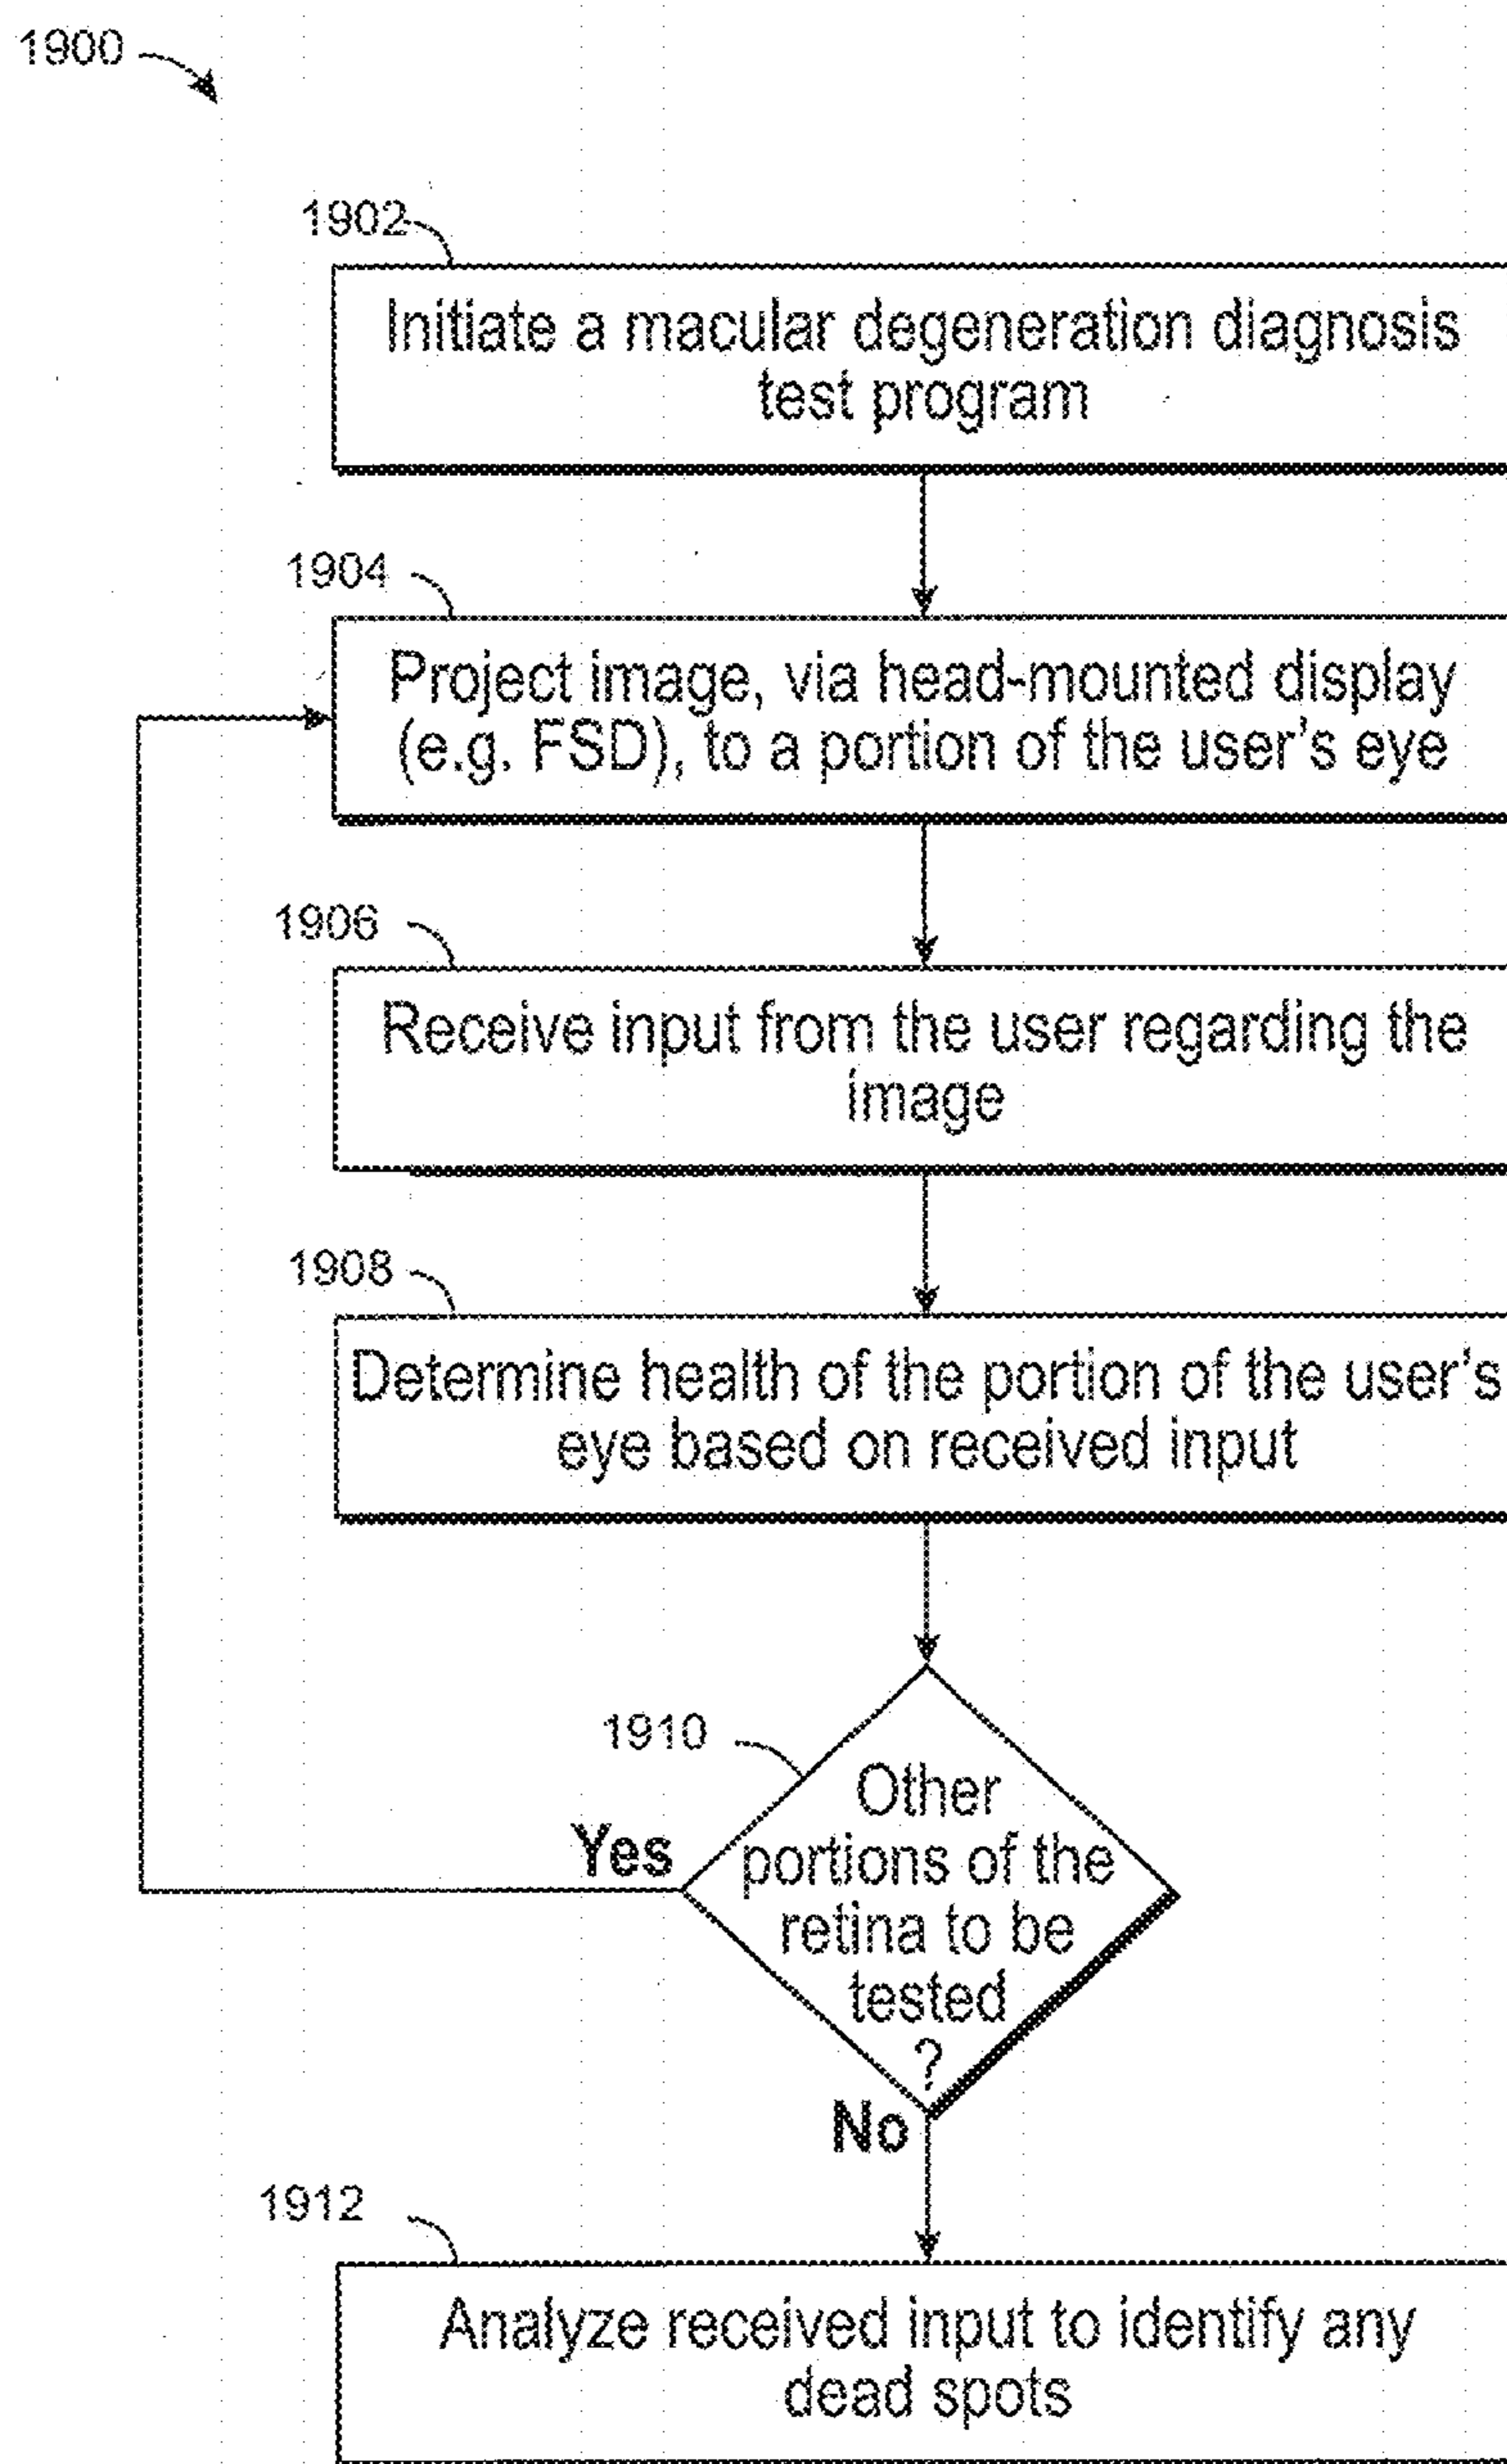 1900
1902
Initiate a macular degeneration diagnosis
test program
1904
Project image, via head-mounted display
(e.g. FSD), to a portion of the user's eye
1906
Receive input from the user regarding the
image
1908
Determine health of the portion of the user's
eye based on received input
1910
Other
portions of the
retina to be
tested
?
Yes
No
1912
Analyze received input to identify any
dead spots